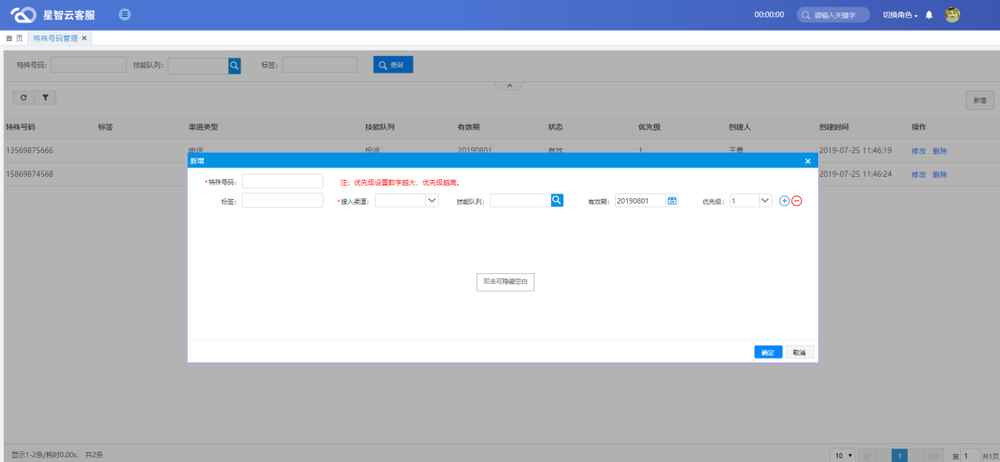 星智云客服
00:00:00
请输入关键字
切换角色
首 页
特殊号码管理
特殊号码:
技能队列:
标签:
查询
新增
特殊号码 标签 渠道类型 技能队列 有效期 状态 优先级 创建人 创建时间 操作
13569875666 电话 投诉 20190801 有效 1 2019-07-25 11:46:19 修改 删除
15869874568 2019-07-25 11:46:24 修改 删除
新增
*特殊号码:
注: 优先级设置数字越大, 优先级越高。
标签: *接入渠道: 技能队列: 有效期: 20190801 优先级: 1
双击可隐藏空白
确定 取消
显示1-2条/耗时0.00s, 共2条
10 1 第 1 共1页